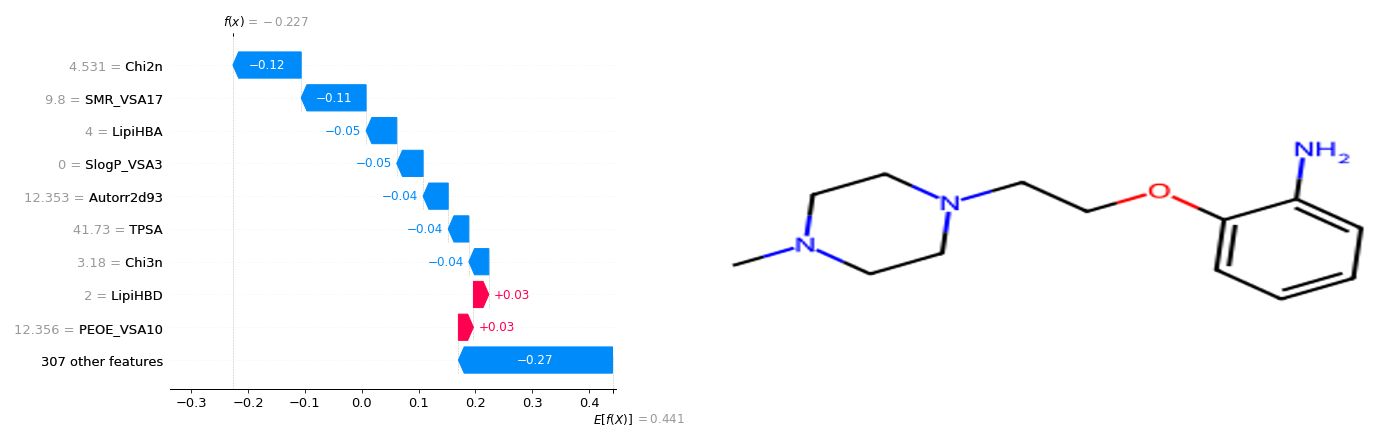 f(x) = −0.227
4.531 = Chi2n
−0.12
9.8 = SMR_VSA17
−0.11
4 = LipiHBA
−0.05
0 = SlogP_VSA3
−0.05
12.353 = Autorr2d93
−0.04
41.73 = TPSA
−0.04
3.18 = Chi3n
−0.04
2 = LipiHBD
+0.03
12.356 = PEOE_VSA10
+0.03
307 other features
−0.27
−0.3 −0.2 −0.1 0.0 0.1 0.2 0.3 0.4
E[f(X)] = 0.441
NH2
O
N
N